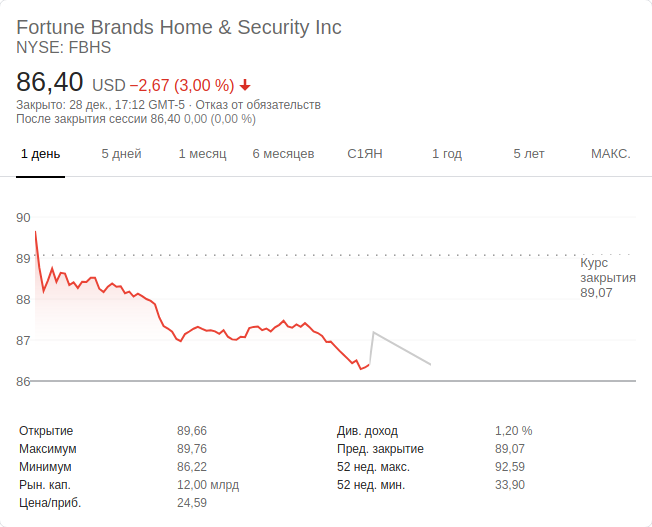 Fortune Brands Home & Security Inc
NYSE: FBHS
86,40 USD −2,67 (3,00 %)
Закрыто: 28 дек., 17:12 GMT-5 · Отказ от обязательств
После закрытия сессии 86,40 0,00 (0,00 %)
1 день 5 дней 1 месяц 6 месяцев С1ЯН 1 год 5 лет МАКС.
90
89
88
87
86
Курс
закрытия
89,07
Открытие 89,66 Див. доход 1,20 %
Максимум 89,76 Пред. закрытие 89,07
Минимум 86,22 52 нед. макс. 92,59
Рын. кап. 12,00 млрд 52 нед. мин. 33,90
Цена/приб. 24,59